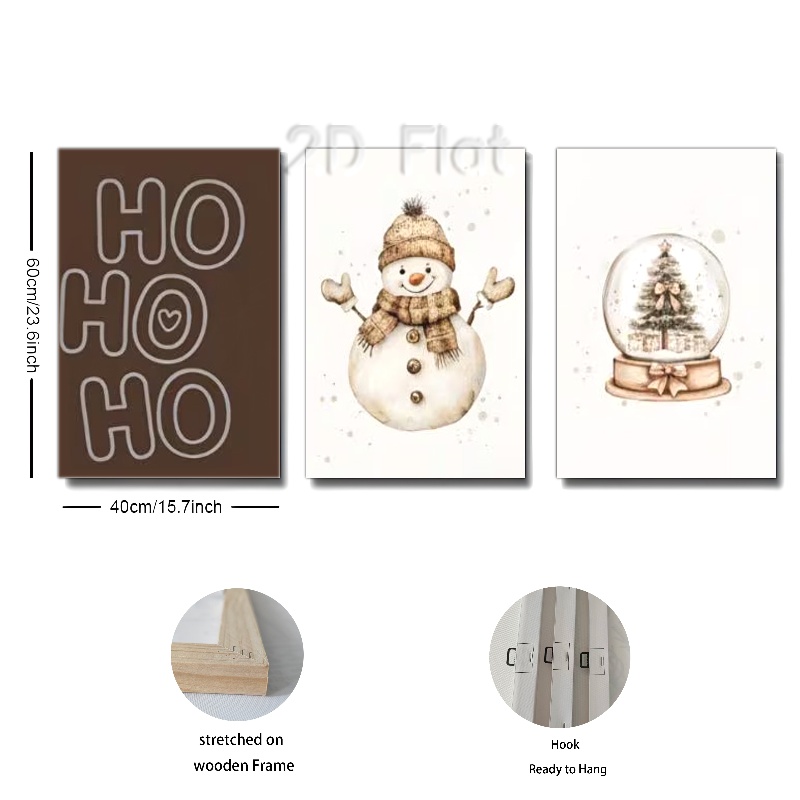 2D Flat
HO
HO
HO
60cm/23.6inch
40cm/15.7inch
stretched on
wooden Frame
Hook
Ready to Hang